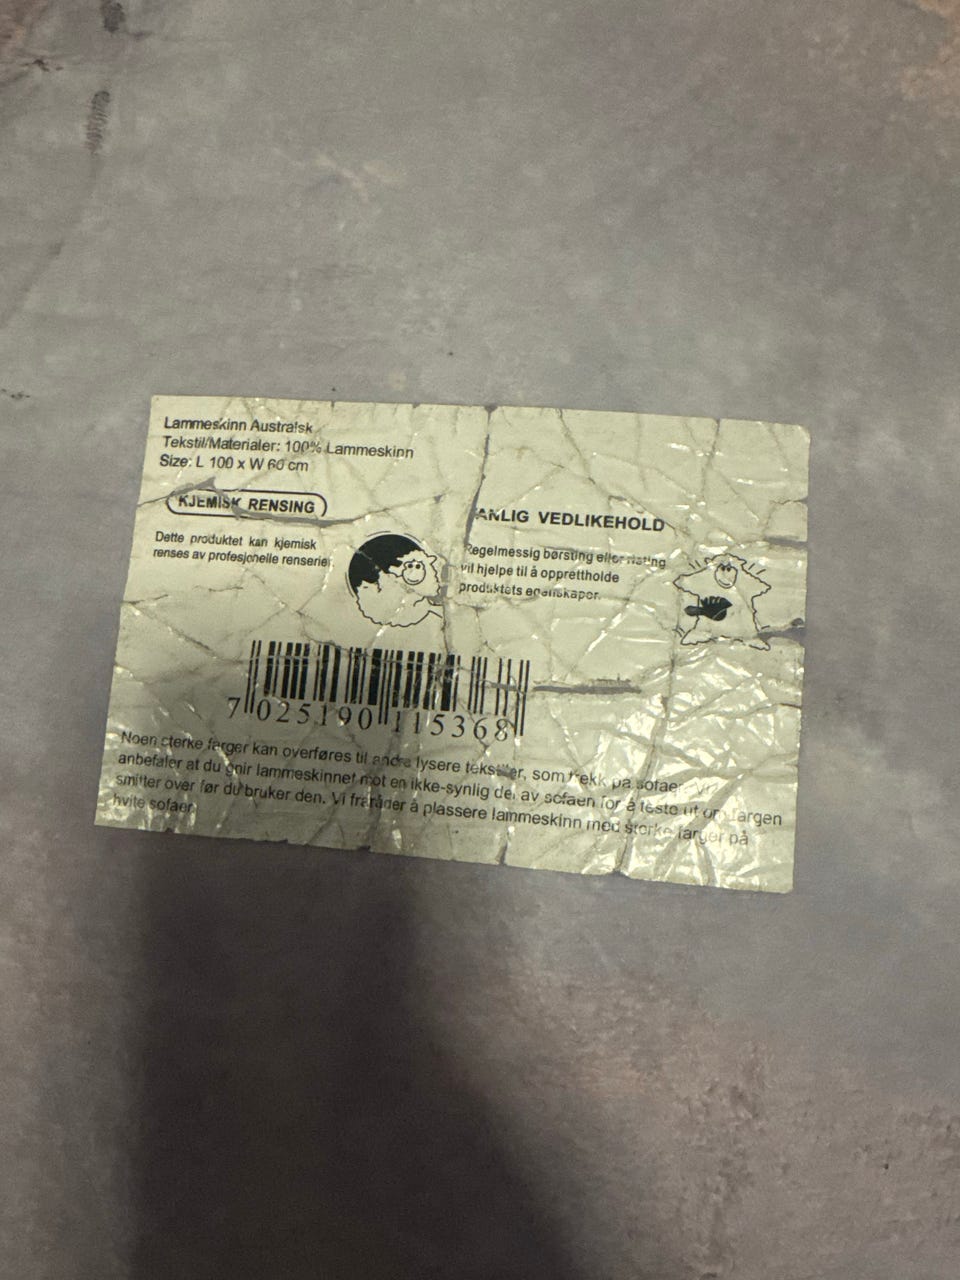 Lammeskinn Australsk
Tekstil/Materialer: 100% Lammeskinn
Size: L 100 x W 60 cm
KJEMISK RENSING
Dette produktet kan kjemisk
renses av profesjonelle renserier
ANLIG VEDLIKEHOLD
Regelmessig børsting eller risting
vil hjelpe til å opprettholde
produktets egenskaper.
7 025190 115368
Noen sterke farger kan overføres til andre lysere tekstiler, som trekk på sofaer. Vi
anbefaler at du gnir lammeskinnet mot en ikke-synlig del av sofaen for å teste ut om fargen
smitter over før du bruker den. Vi fraråder å plassere lammeskinn med sterke farger på
hvite sofaer